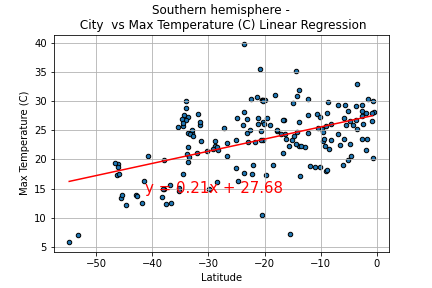 Southern hemisphere -
City  vs Max Temperature (C) Linear Regression
Max Temperature (C)
40
35
30
25
20
15
10
5
y = 0.21x + 27.68
−50
−40
−30
−20
−10
0
Latitude